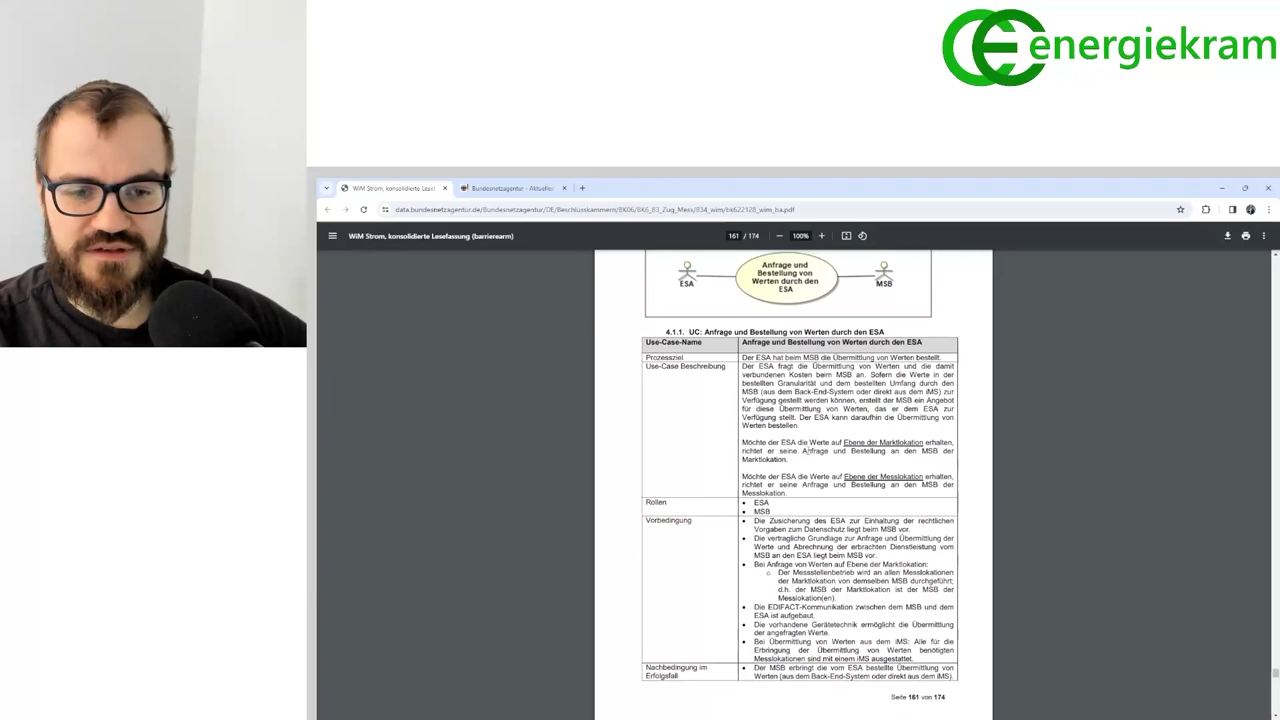 energiekram
WiM Strom, konsolidierte Lesef
Bundesnetzagentur - Aktuelles
data.bundesnetzagentur.de/Bundesnetzagentur/DE/Beschlusskammern/BK06/BK6_83_Zug_Mess/834_wim/bk622128_wims_ba.pdf
WiM Strom, konsolidierte Lesefassung (barrierearm)
161 / 174
100%
Anfrage und
Bestellung von
Werten durch den
ESA
ESA
MSB
4.1.1. UC: Anfrage und Bestellung von Werten durch den ESA
Use-Case-Name
Anfrage und Bestellung von Werten durch den ESA
Prozessziel
Der ESA hat beim MSB die Übermittlung von Werten bestellt.
Use-Case Beschreibung
Der ESA fragt die Übermittlung von Werten und die damit
verbundenen Kosten beim MSB an. Sofern die Werte in der
bestellten Granularität und dem bestellten Umfang durch den
MSB (aus dem Back-End-System oder direkt aus dem iMS) zur
Verfügung gestellt werden können, erstellt der MSB ein Angebot
für diese Übermittlung von Werten, das er dem ESA zur
Verfügung stellt. Der ESA kann daraufhin die Übermittlung von
Werten bestellen.
Möchte der ESA die Werte auf Ebene der Marktlokation erhalten,
richtet er seine Anfrage und Bestellung an den MSB der
Marktlokation.
Möchte der ESA die Werte auf Ebene der Messlokation erhalten,
richtet er seine Anfrage und Bestellung an den MSB der
Messlokation.
Rollen
• ESA
• MSB
Vorbedingung
• Die Zusicherung des ESA zur Einhaltung der rechtlichen
Vorgaben zum Datenschutz liegt beim MSB vor.
• Die vertragliche Grundlage zur Anfrage und Übermittlung der
Werte und Abrechnung der erbrachten Dienstleistung vom
MSB an den ESA liegt beim MSB vor.
• Bei Anfrage von Werten auf Ebene der Marktlokation:
o Der Messstellenbetrieb wird an allen Messlokationen
der Marktlokation von demselben MSB durchgeführt;
d.h. der MSB der Marktlokation ist der MSB der
Messlokation(en).
• Die EDIFACT-Kommunikation zwischen dem MSB und dem
ESA ist aufgebaut.
• Die vorhandene Gerätetechnik ermöglicht die Übermittlung
der angefragten Werte.
• Bei Übermittlung von Werten aus dem iMS: Alle für die
Erbringung der Übermittlung von Werten benötigten
Messlokationen sind mit einem iMS ausgestattet.
Nachbedingung im
Erfolgsfall
• Der MSB erbringt die vom ESA bestellte Übermittlung von
Werten (aus dem Back-End-System oder direkt aus dem iMS).
Seite 161 von 174